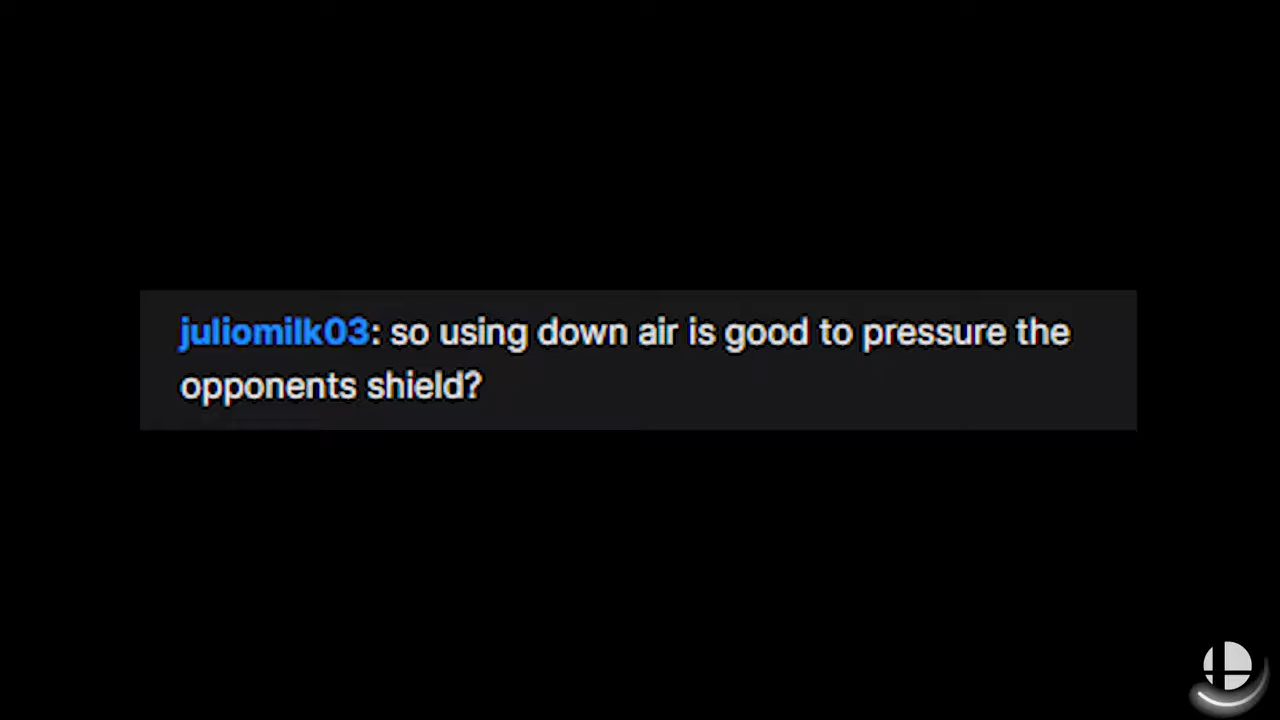 juliomilk03: so using down air is good to pressure the
opponents shield?